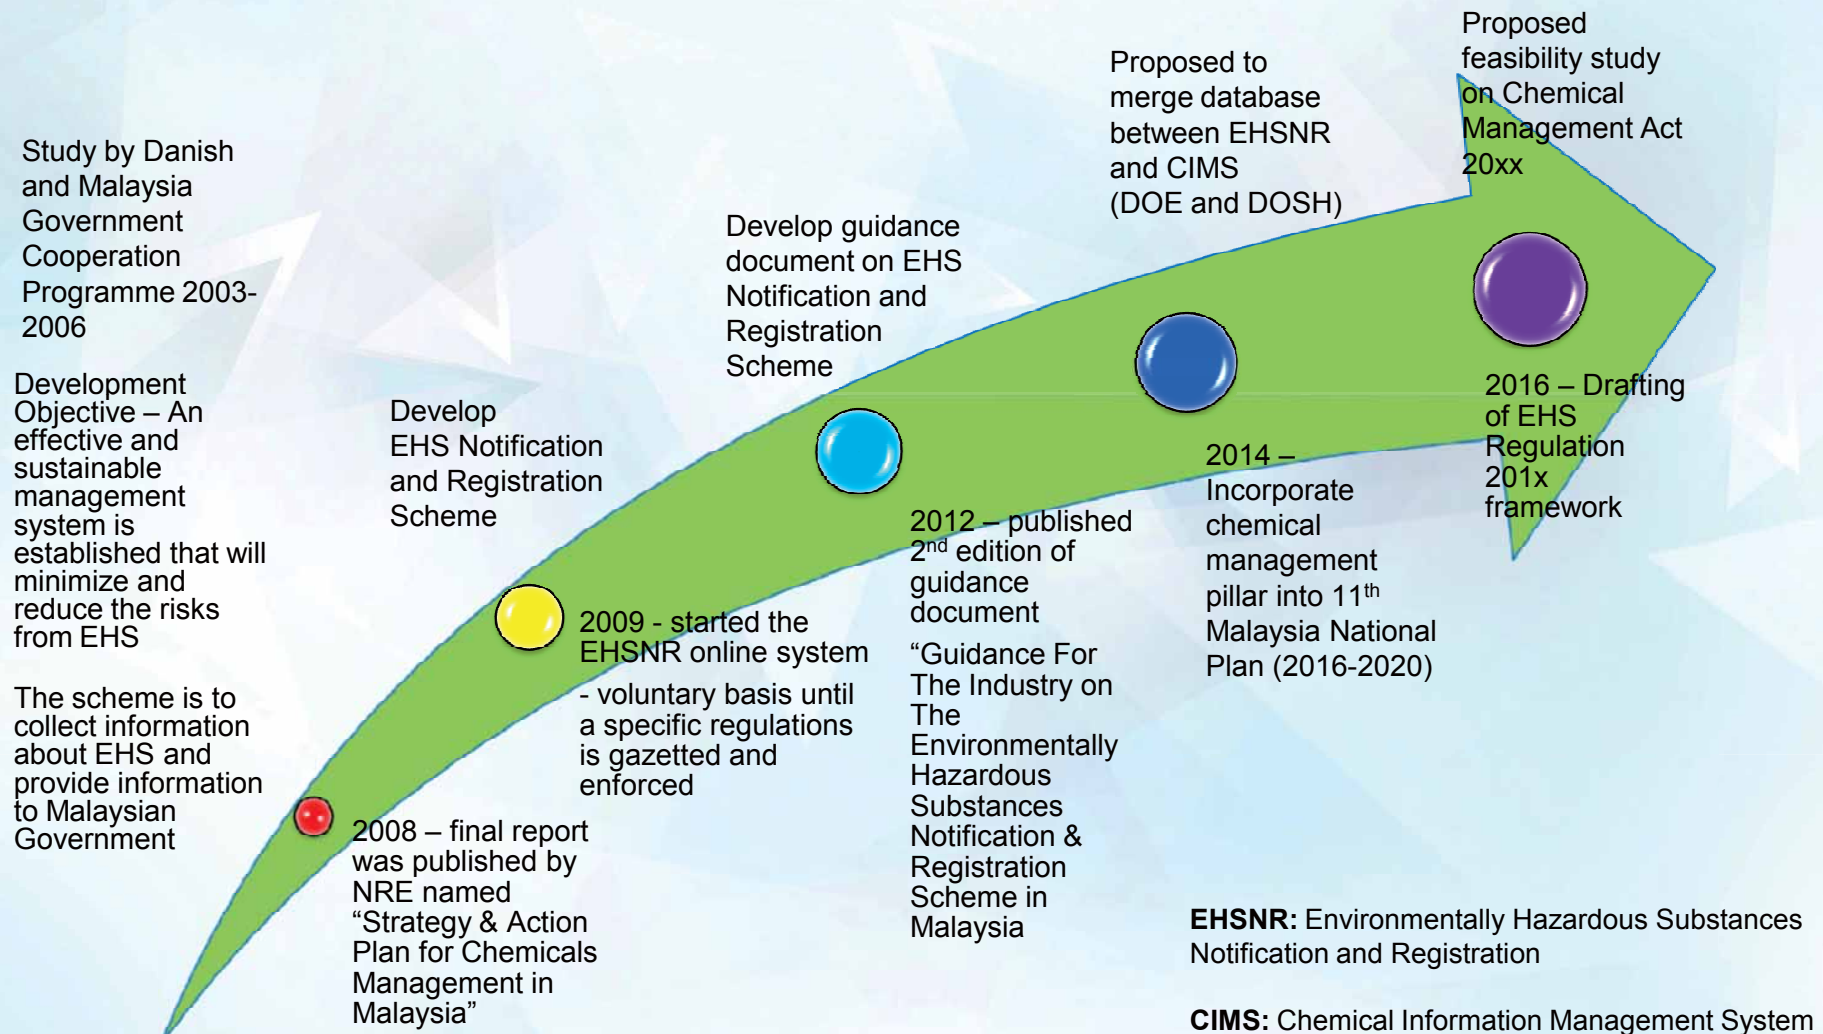 Study by Danish
and Malaysia
Government
Cooperation
Programme 2003-
2006
Development
Objective – An
effective and
sustainable
management
system is
established that will
minimize and
reduce the risks
from EHS
The scheme is to
collect information
about EHS and
provide information
to Malaysian
Government
2008 – final report
was published by
NRE named
“Strategy & Action
Plan for Chemicals
Management in
Malaysia”
Develop
EHS Notification
and Registration
Scheme
2009 - started the
EHSNR online system
- voluntary basis until
a specific regulations
is gazetted and
enforced
Develop guidance
document on EHS
Notification and
Registration
Scheme
2012 – published
2nd edition of
guidance
document
“Guidance For
The Industry on
The
Environmentally
Hazardous
Substances
Notification &
Registration
Scheme in
Malaysia
Proposed to
merge database
between EHSNR
and CIMS
(DOE and DOSH)
2014 –
Incorporate
chemical
management
pillar into 11th
Malaysia National
Plan (2016-2020)
Proposed
feasibility study
on Chemical
Management Act
20xx
2016 – Drafting
of EHS
Regulation
201x
framework
EHSNR: Environmentally Hazardous Substances
Notification and Registration
CIMS: Chemical Information Management System